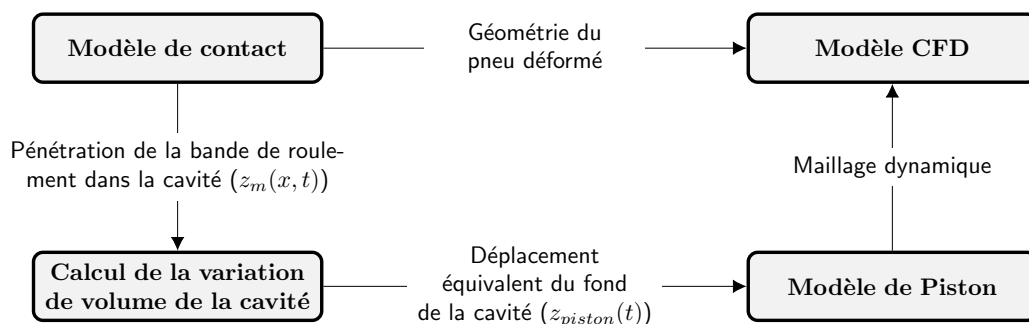 Modèle de contact
Géométrie du
pneu déformé
Modèle CFD
Pénétration de la bande de roule-
ment dans la cavité (z_m(x, t))
Maillage dynamique
Calcul de la variation
de volume de la cavité
Déplacement
équivalent du fond
de la cavité (z_{piston}(t))
Modèle de Piston